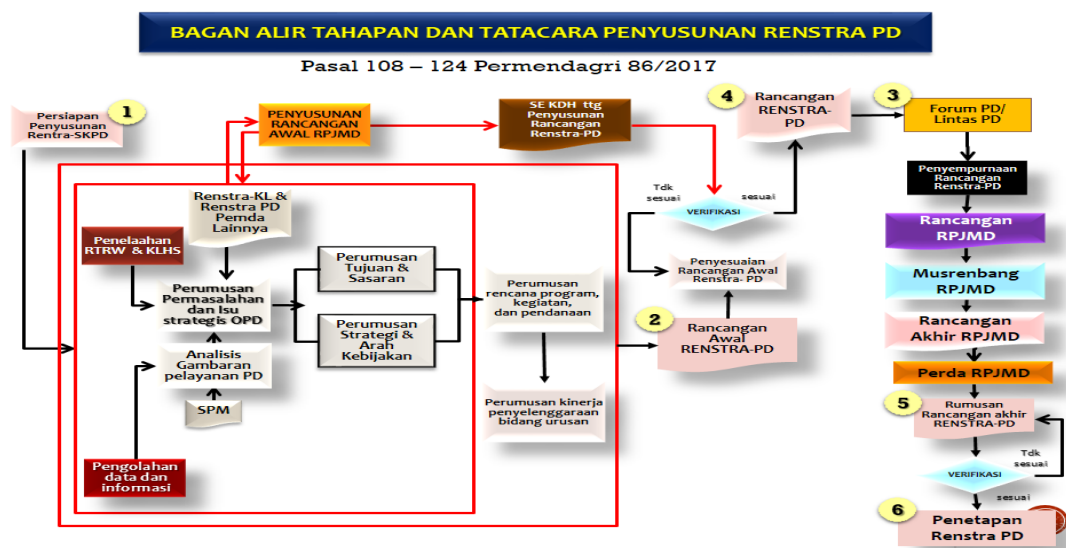 BAGAN ALIR TAHAPAN DAN TATACARA PENYUSUNAN RENSTRA PD
Pasal 108 – 124 Permendagri 86/2017
1
Persiapan
Penyusunan
Rentra-SKPD
PENYUSUNAN
RANCANGAN
AWAL RPJMD
SE KDH ttg
Penyusunan
Rancangan
Renstra-PD
4
Rancangan
RENSTRA-
PD
3
Forum PD/
Lintas PD
Penyempurnaan
Rancangan
Renstra-PD
Rancangan
RPJMD
Musrenbang
RPJMD
Rancangan
Akhir RPJMD
Perda RPJMD
5
Rumusan
Rancangan akhir
RENSTRA-PD
Tdk
sesuai
VERIFIKASI
sesuai
6
Penetapan
Renstra PD
Tdk
sesuai
sesuai
VERIFIKASI
Penyesuaian
Rancangan Awal
Renstra- PD
2
Rancangan
Awal
RENSTRA-PD
Renstra-KL &
Renstra PD
Pemda
Lainnya
Penelaahan
RTRW & KLHS
Perumusan
Permasalahan
dan Isu
strategis OPD
Analisis
Gambaran
pelayanan PD
SPM
Pengolahan
data dan
informasi
Perumusan
Tujuan &
Sasaran
Perumusan
Strategi &
Arah
Kebijakan
Perumusan
rencana program,
kegiatan,
dan pendanaan
Perumusan kinerja
penyelenggaraan
bidang urusan